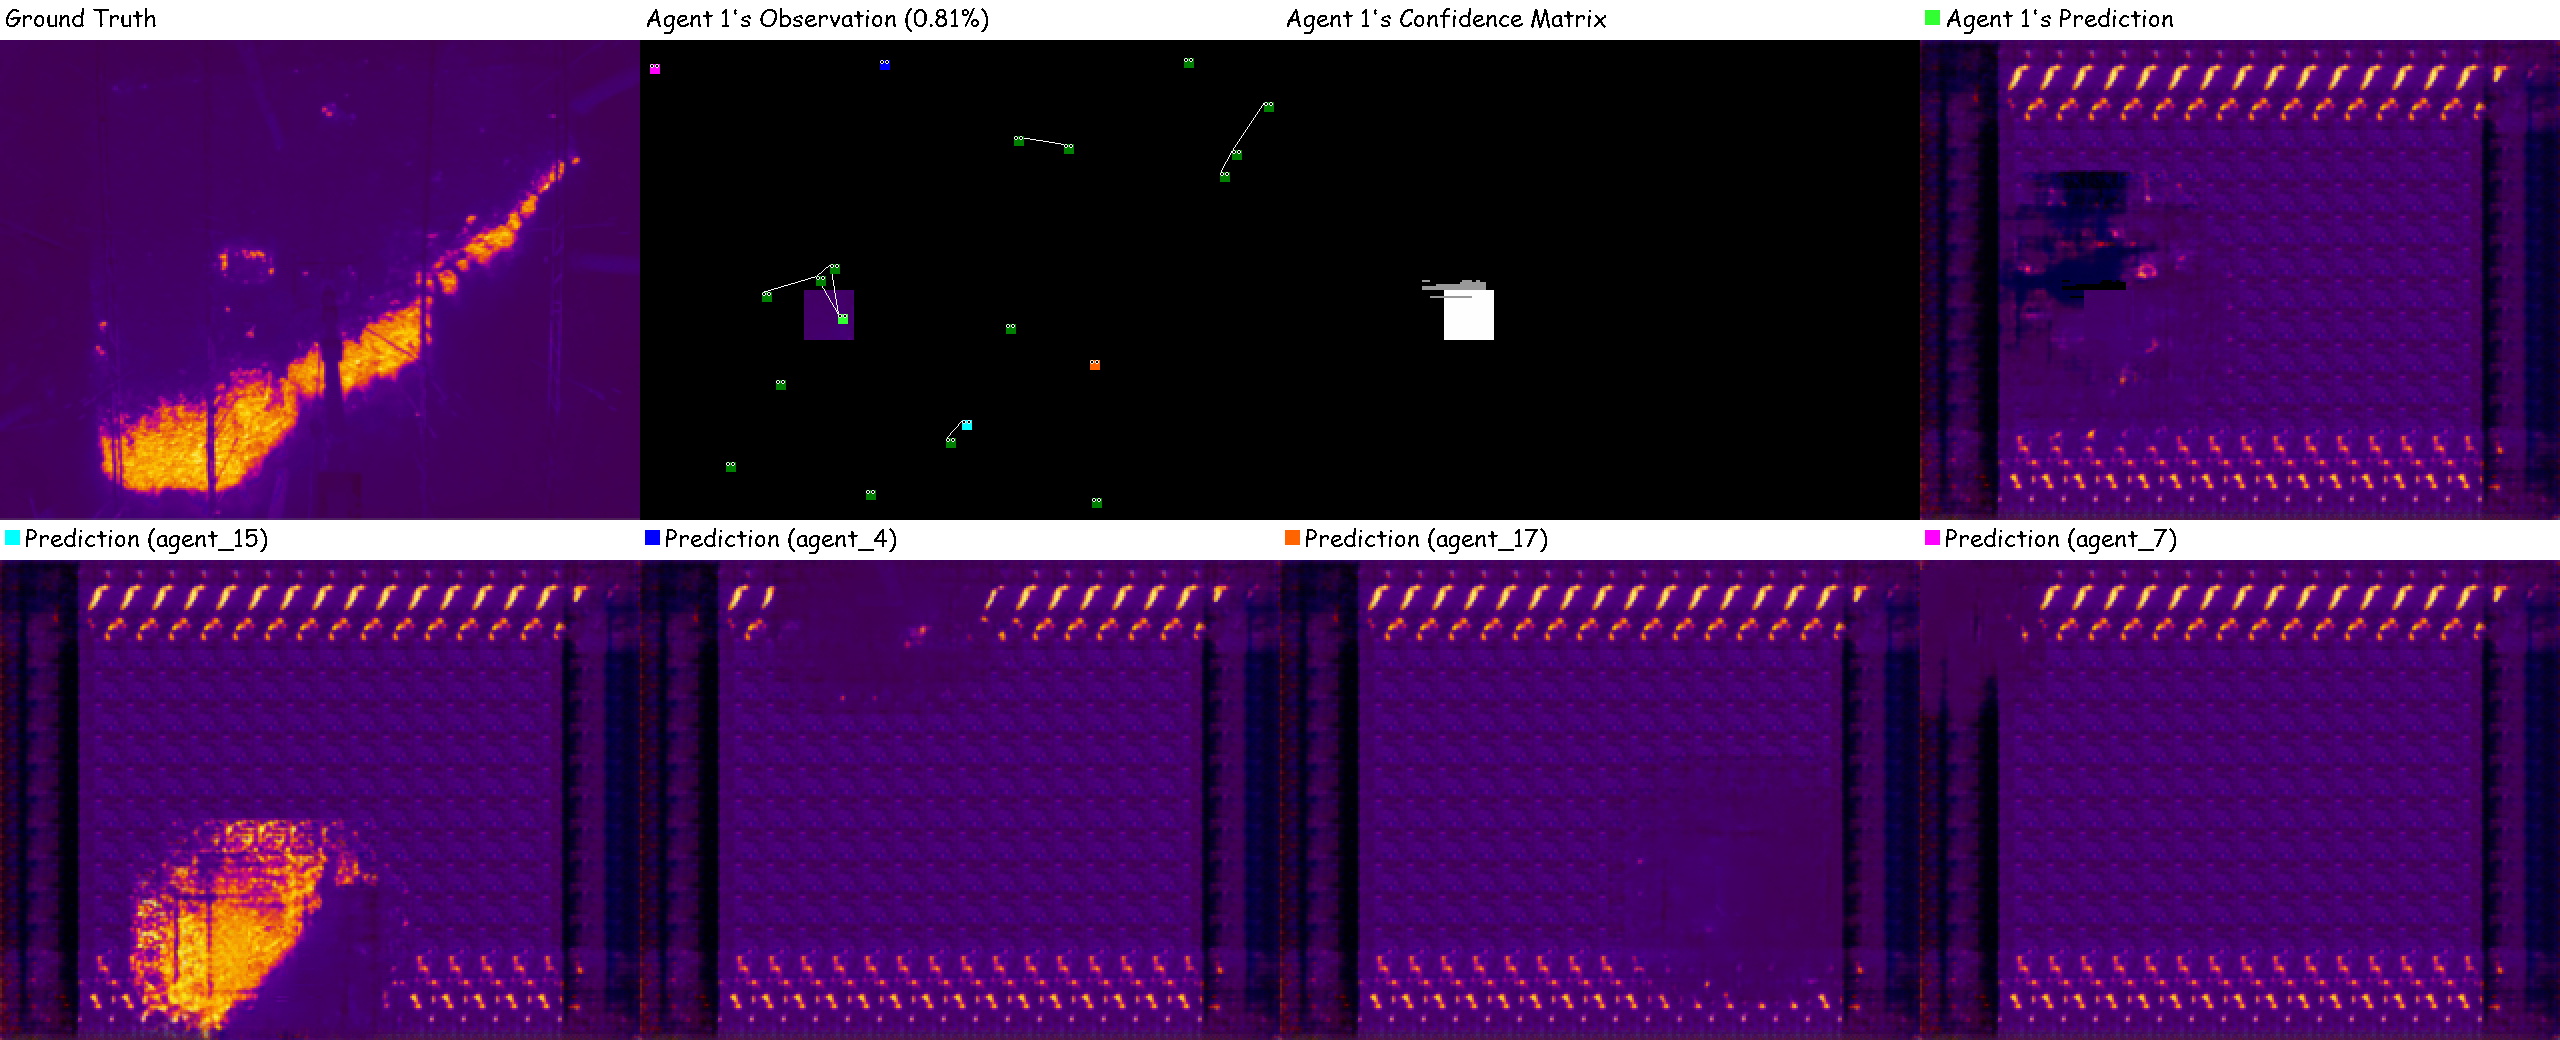 Ground Truth
Agent 1's Observation (0.81%)
Agent 1's Confidence Matrix
Agent 1's Prediction
Prediction (agent_15)
Prediction (agent_4)
Prediction (agent_17)
Prediction (agent_7)